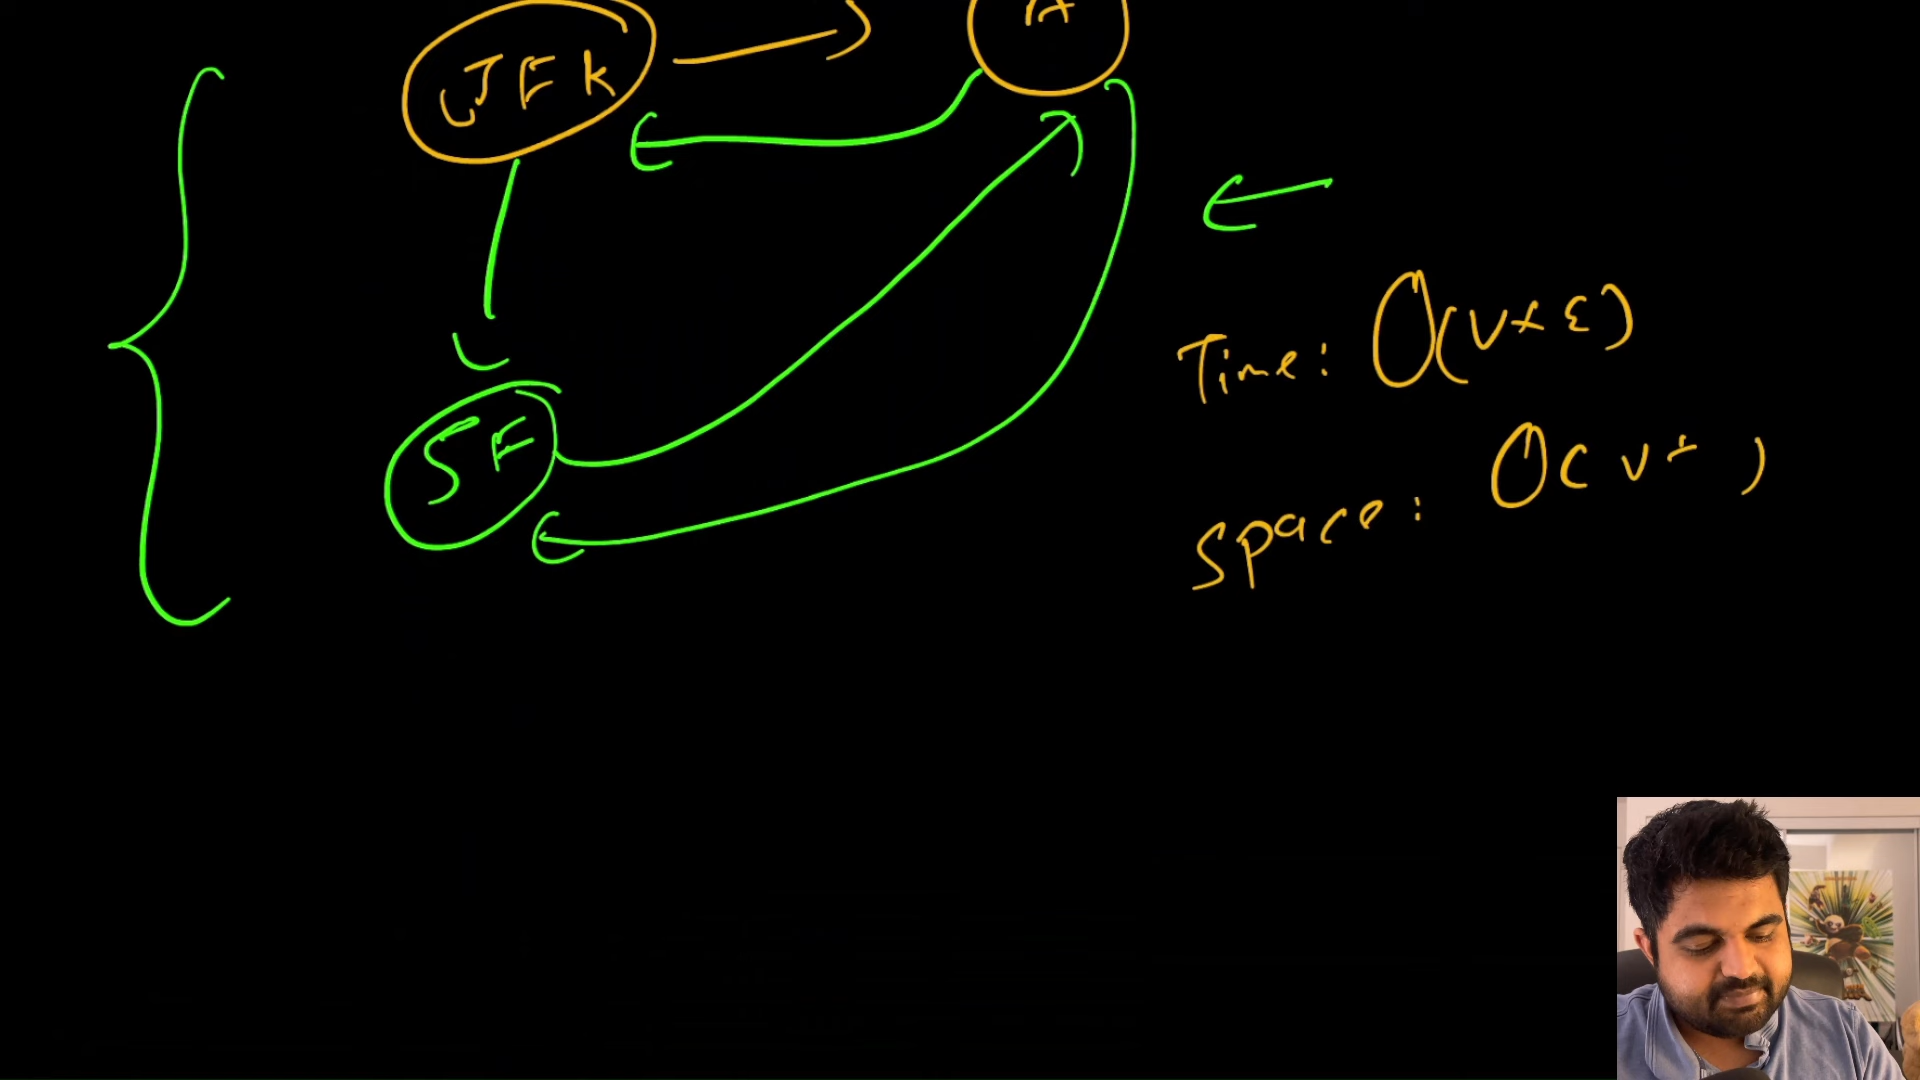 JFK
A
SF
Time: O(V+E)
Space: O(V+ )